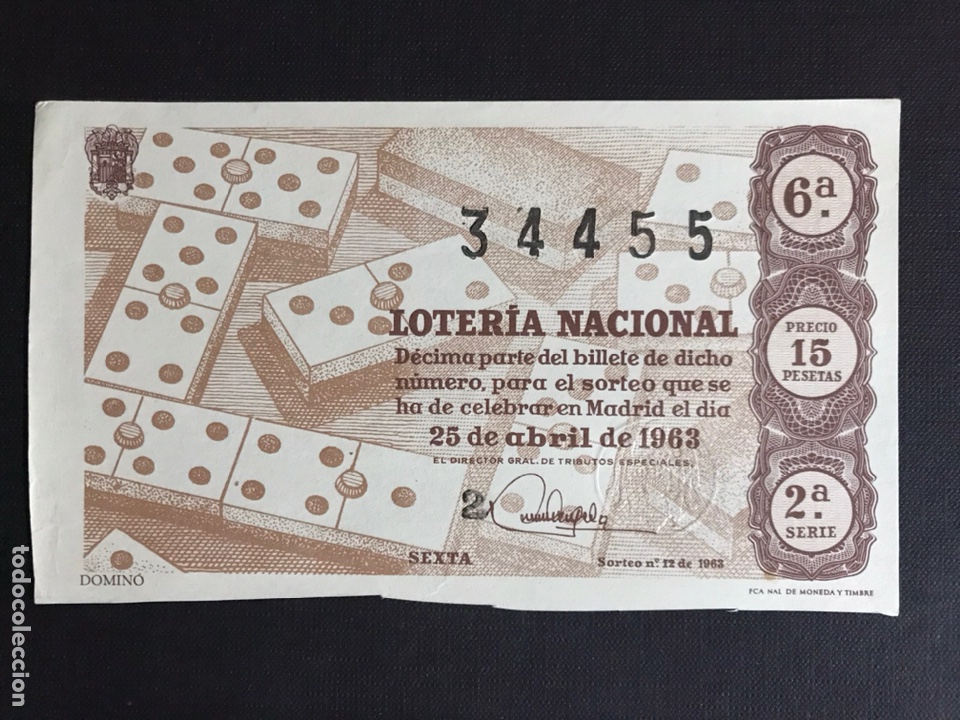 34455
LOTERÍA NACIONAL
Décima parte del billete de dicho
número, para el sorteo que se
ha de celebrar en Madrid el día
25 de abril de 1963
EL DIRECTOR GRAL. DE TRIBUTOS ESPECIALES,
2
SEXTA
Sorteo nº 12 de 1963
6ª
PRECIO
15
PESETAS
2ª
SERIE
DOMINÓ
FCA NAL DE MONEDA Y TIMBRE
todocoleccion